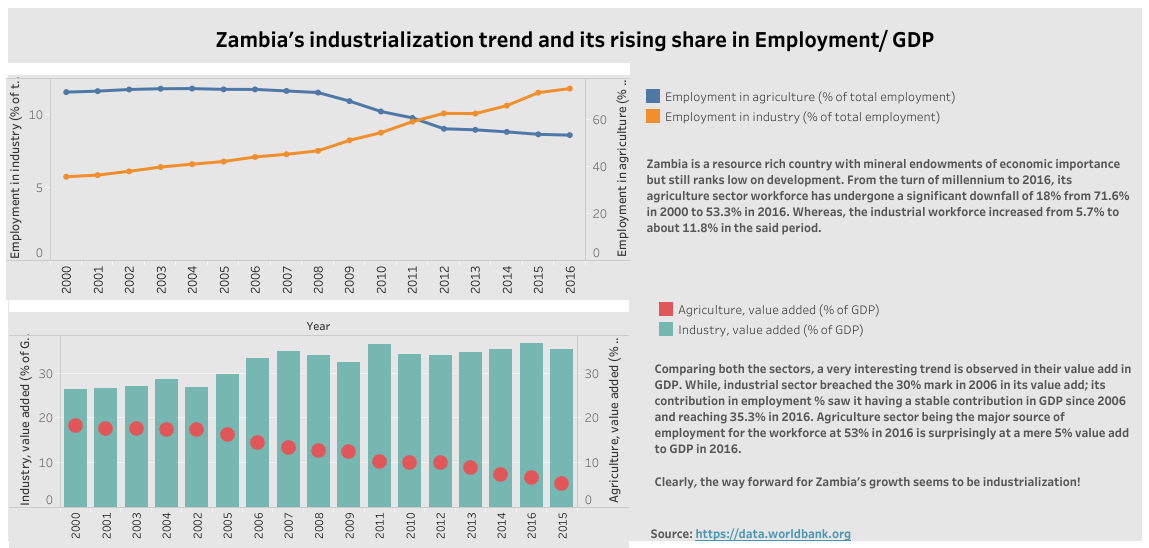 Zambia's industrialization trend and its rising share in Employment/ GDP
Employment in industry (% of t..
10
5
0
Employment in agriculture (% ..
60
40
20
0
2000 2001 2002 2003 2004 2005 2006 2007 2008 2009 2010 2011 2012 2013 2014 2015 2016
Employment in agriculture (% of total employment)
Employment in industry (% of total employment)
Zambia is a resource rich country with mineral endowments of economic importance
but still ranks low on development. From the turn of millennium to 2016, its
agriculture sector workforce has undergone a significant downfall of 18% from 71.6%
in 2000 to 53.3% in 2016. Whereas, the industrial workforce increased from 5.7% to
about 11.8% in the said period.
Year
Industry, value added (% of G..
30
20
10
0
Agriculture, value added (% ..
30
20
10
0
2000 2001 2003 2004 2002 2005 2006 2007 2008 2009 2011 2010 2012 2013 2014 2016 2015
Agriculture, value added (% of GDP)
Industry, value added (% of GDP)
Comparing both the sectors, a very interesting trend is observed in their value add in
GDP. While, industrial sector breached the 30% mark in 2006 in its value add; its
contribution in employment % saw it having a stable contribution in GDP since 2006
and reaching 35.3% in 2016. Agriculture sector being the major source of
employment for the workforce at 53% in 2016 is surprisingly at a mere 5% value add
to GDP in 2016.
Clearly, the way forward for Zambia's growth seems to be industrialization!
Source: https://data.worldbank.org